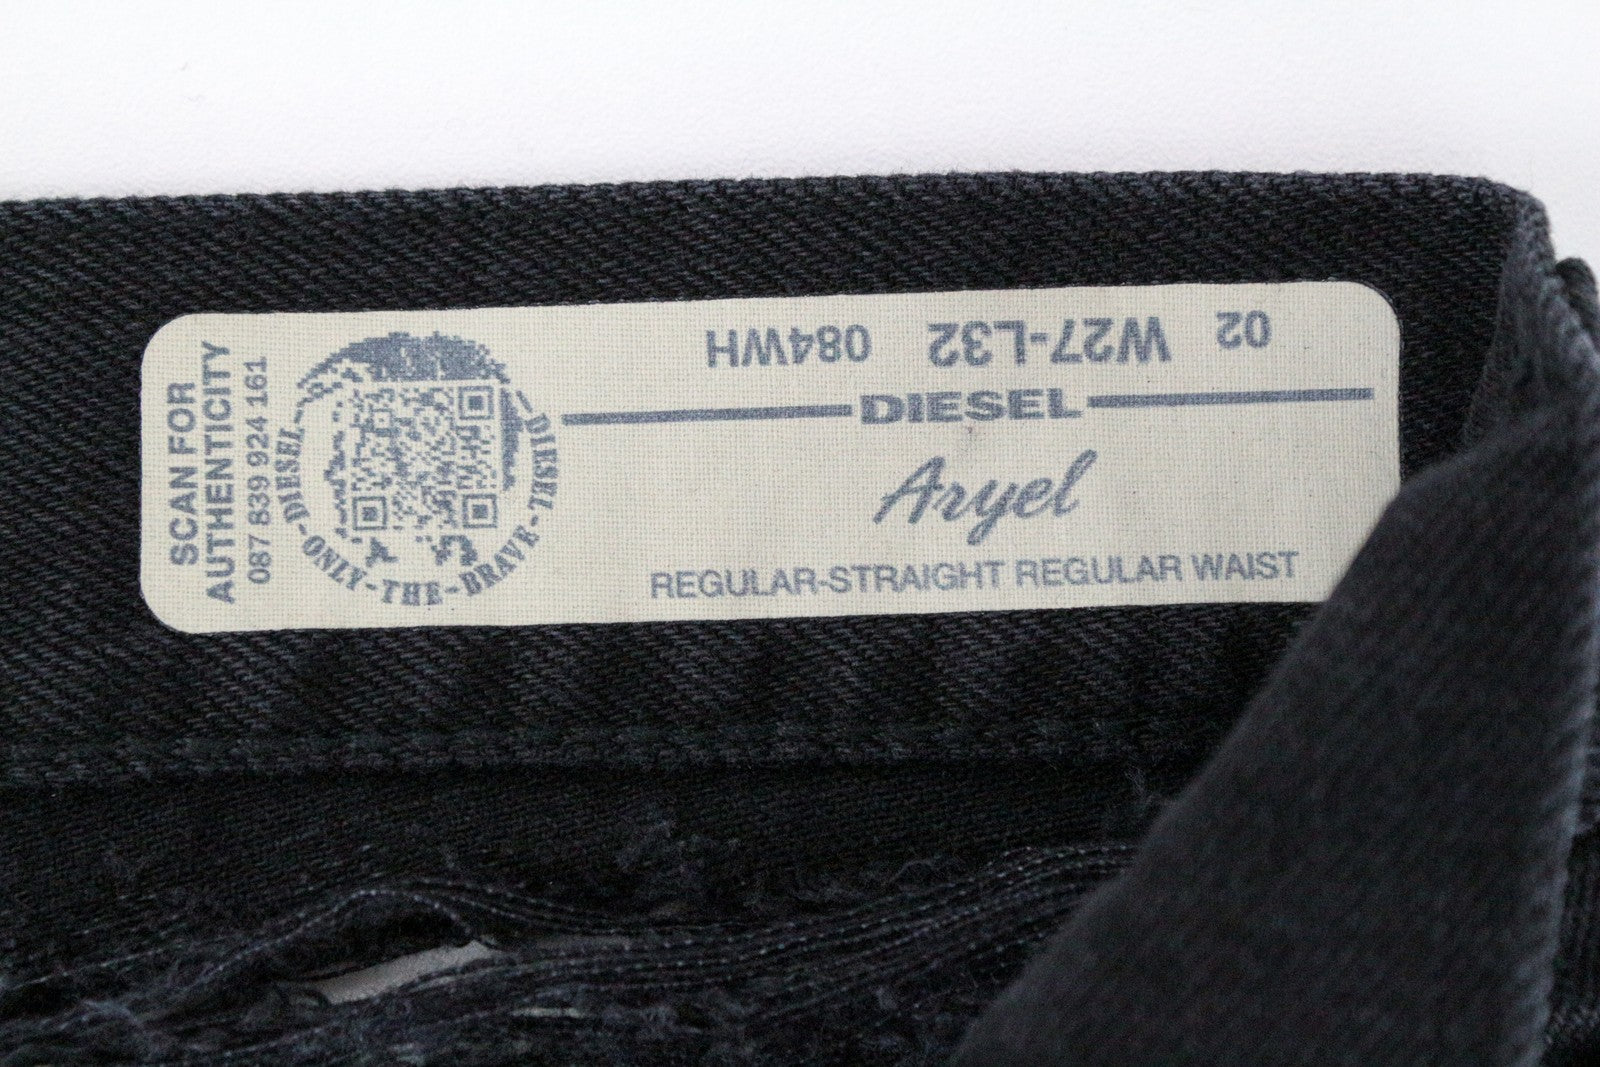 SCAN FOR
AUTHENTICITY
087 839 924 161
DIESEL-ONLY-THE-BRAVE-DIESEL
02 W27-L32 084WH
DIESEL
Aryel
REGULAR-STRAIGHT REGULAR WAIST